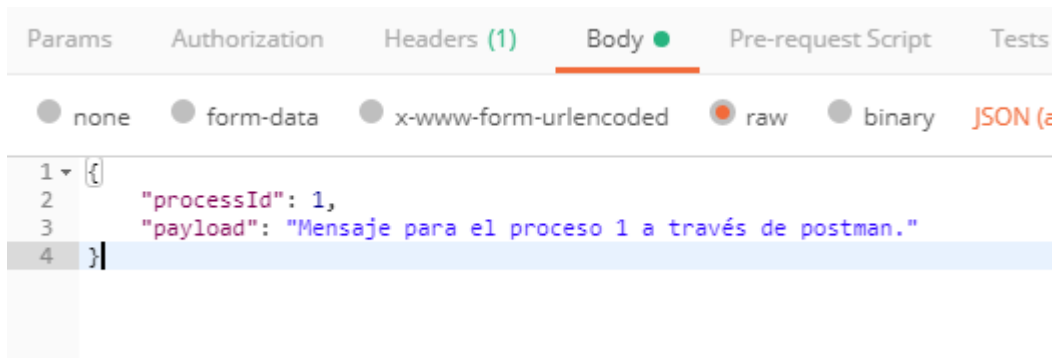 Params Authorization Headers (1) Body Pre-request Script Tests
none form-data x-www-form-urlencoded raw binary JSON (a
1 {
2 "processId": 1,
3 "payload": "Mensaje para el proceso 1 a través de postman."
4 }